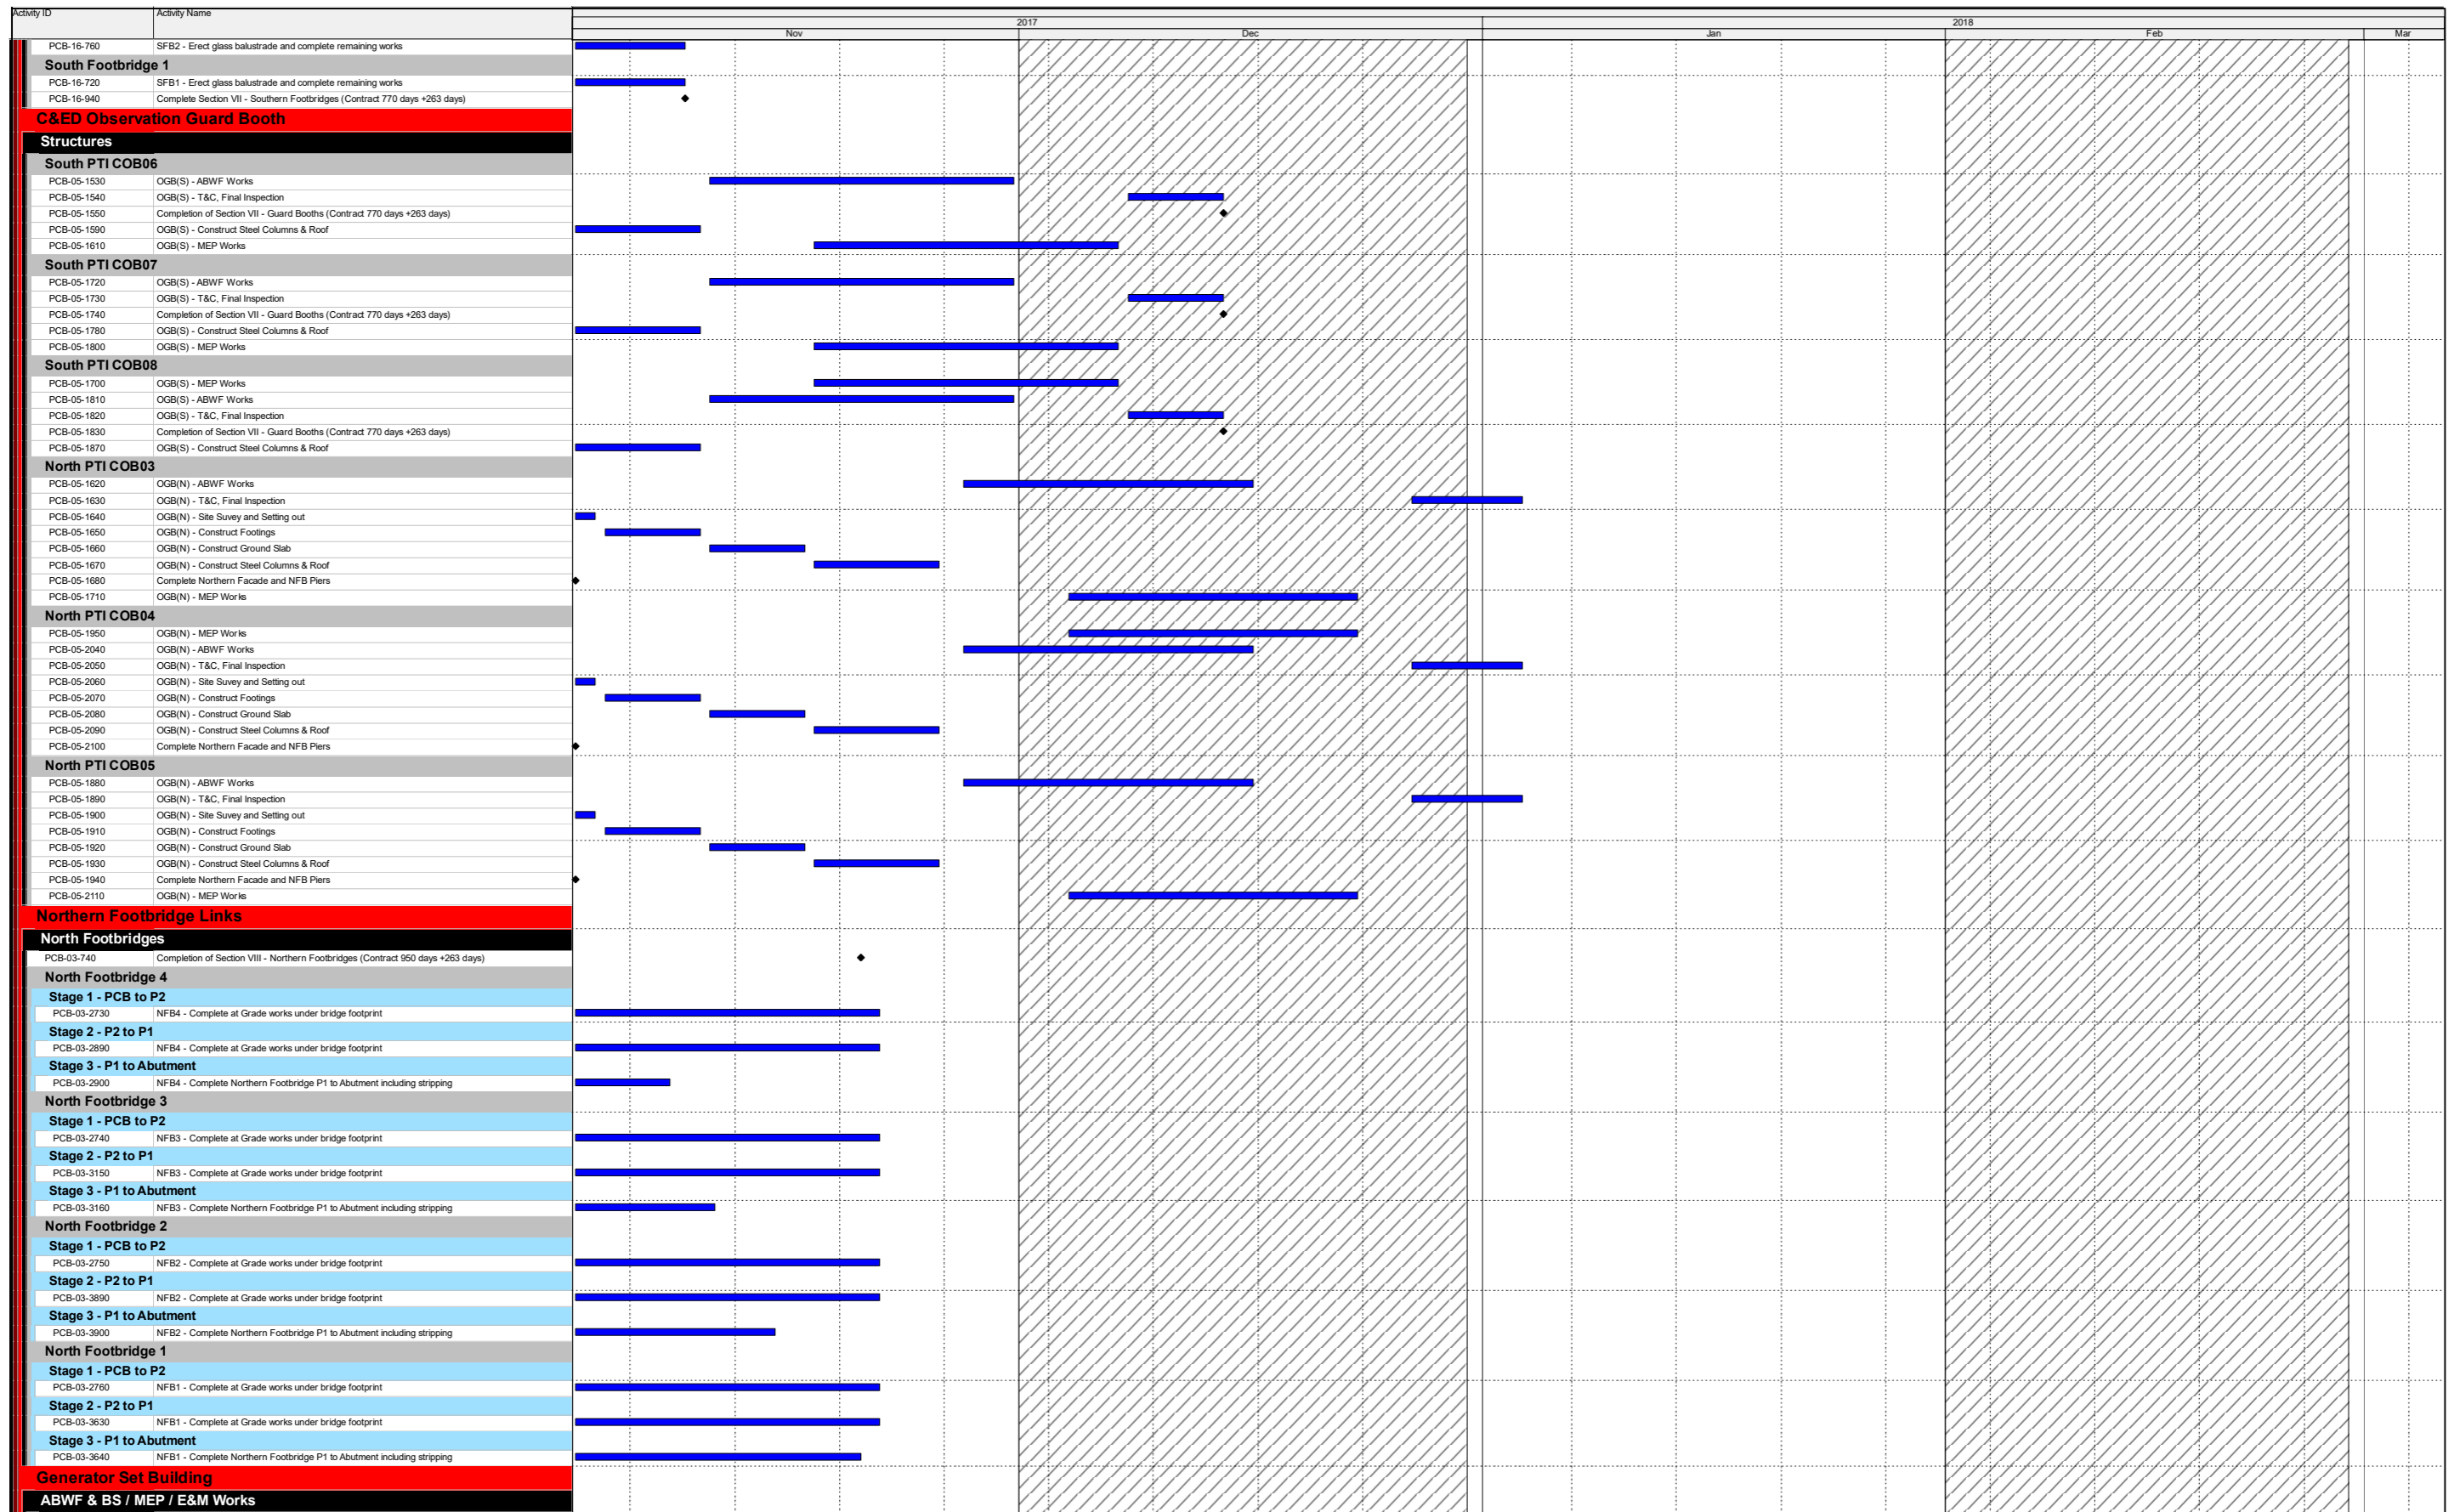 Activity ID Activity Name
2017 2018
Nov Dec Jan Feb Mar
PCB-16-760 SFB2 - Erect glass balustrade and complete remaining works
South Footbridge 1
PCB-16-720 SFB1 - Erect glass balustrade and complete remaining works
PCB-16-940 Complete Section VII - Southern Footbridges (Contract 770 days +263 days)
C&ED Observation Guard Booth
Structures
South PTI COB06
PCB-05-1530 OGB(S) - ABWF Works
PCB-05-1540 OGB(S) - T&C, Final Inspection
PCB-05-1550 Completion of Section VII - Guard Booths (Contract 770 days +263 days)
PCB-05-1590 OGB(S) - Construct Steel Columns & Roof
PCB-05-1610 OGB(S) - MEP Works
South PTI COB07
PCB-05-1720 OGB(S) - ABWF Works
PCB-05-1730 OGB(S) - T&C, Final Inspection
PCB-05-1740 Completion of Section VII - Guard Booths (Contract 770 days +263 days)
PCB-05-1780 OGB(S) - Construct Steel Columns & Roof
PCB-05-1800 OGB(S) - MEP Works
South PTI COB08
PCB-05-1700 OGB(S) - MEP Works
PCB-05-1810 OGB(S) - ABWF Works
PCB-05-1820 OGB(S) - T&C, Final Inspection
PCB-05-1830 Completion of Section VII - Guard Booths (Contract 770 days +263 days)
PCB-05-1870 OGB(S) - Construct Steel Columns & Roof
North PTI COB03
PCB-05-1620 OGB(N) - ABWF Works
PCB-05-1630 OGB(N) - T&C, Final Inspection
PCB-05-1640 OGB(N) - Site Suvey and Setting out
PCB-05-1650 OGB(N) - Construct Footings
PCB-05-1660 OGB(N) - Construct Ground Slab
PCB-05-1670 OGB(N) - Construct Steel Columns & Roof
PCB-05-1680 Complete Northern Facade and NFB Piers
PCB-05-1710 OGB(N) - MEP Works
North PTI COB04
PCB-05-1950 OGB(N) - MEP Works
PCB-05-2040 OGB(N) - ABWF Works
PCB-05-2050 OGB(N) - T&C, Final Inspection
PCB-05-2060 OGB(N) - Site Suvey and Setting out
PCB-05-2070 OGB(N) - Construct Footings
PCB-05-2080 OGB(N) - Construct Ground Slab
PCB-05-2090 OGB(N) - Construct Steel Columns & Roof
PCB-05-2100 Complete Northern Facade and NFB Piers
North PTI COB05
PCB-05-1880 OGB(N) - ABWF Works
PCB-05-1890 OGB(N) - T&C, Final Inspection
PCB-05-1900 OGB(N) - Site Suvey and Setting out
PCB-05-1910 OGB(N) - Construct Footings
PCB-05-1920 OGB(N) - Construct Ground Slab
PCB-05-1930 OGB(N) - Construct Steel Columns & Roof
PCB-05-1940 Complete Northern Facade and NFB Piers
PCB-05-2110 OGB(N) - MEP Works
Northern Footbridge Links
North Footbridges
PCB-03-740 Completion of Section VIII - Northern Footbridges (Contract 950 days +263 days)
North Footbridge 4
Stage 1 - PCB to P2
PCB-03-2730 NFB4 - Complete at Grade works under bridge footprint
Stage 2 - P2 to P1
PCB-03-2890 NFB4 - Complete at Grade works under bridge footprint
Stage 3 - P1 to Abutment
PCB-03-2900 NFB4 - Complete Northern Footbridge P1 to Abutment including stripping
North Footbridge 3
Stage 1 - PCB to P2
PCB-03-2740 NFB3 - Complete at Grade works under bridge footprint
Stage 2 - P2 to P1
PCB-03-3150 NFB3 - Complete at Grade works under bridge footprint
Stage 3 - P1 to Abutment
PCB-03-3160 NFB3 - Complete Northern Footbridge P1 to Abutment including stripping
North Footbridge 2
Stage 1 - PCB to P2
PCB-03-2750 NFB2 - Complete at Grade works under bridge footprint
Stage 2 - P2 to P1
PCB-03-3890 NFB2 - Complete at Grade works under bridge footprint
Stage 3 - P1 to Abutment
PCB-03-3900 NFB2 - Complete Northern Footbridge P1 to Abutment including stripping
North Footbridge 1
Stage 1 - PCB to P2
PCB-03-2760 NFB1 - Complete at Grade works under bridge footprint
Stage 2 - P2 to P1
PCB-03-3630 NFB1 - Complete at Grade works under bridge footprint
Stage 3 - P1 to Abutment
PCB-03-3640 NFB1 - Complete Northern Footbridge P1 to Abutment including stripping
Generator Set Building
ABWF & BS / MEP / E&M Works